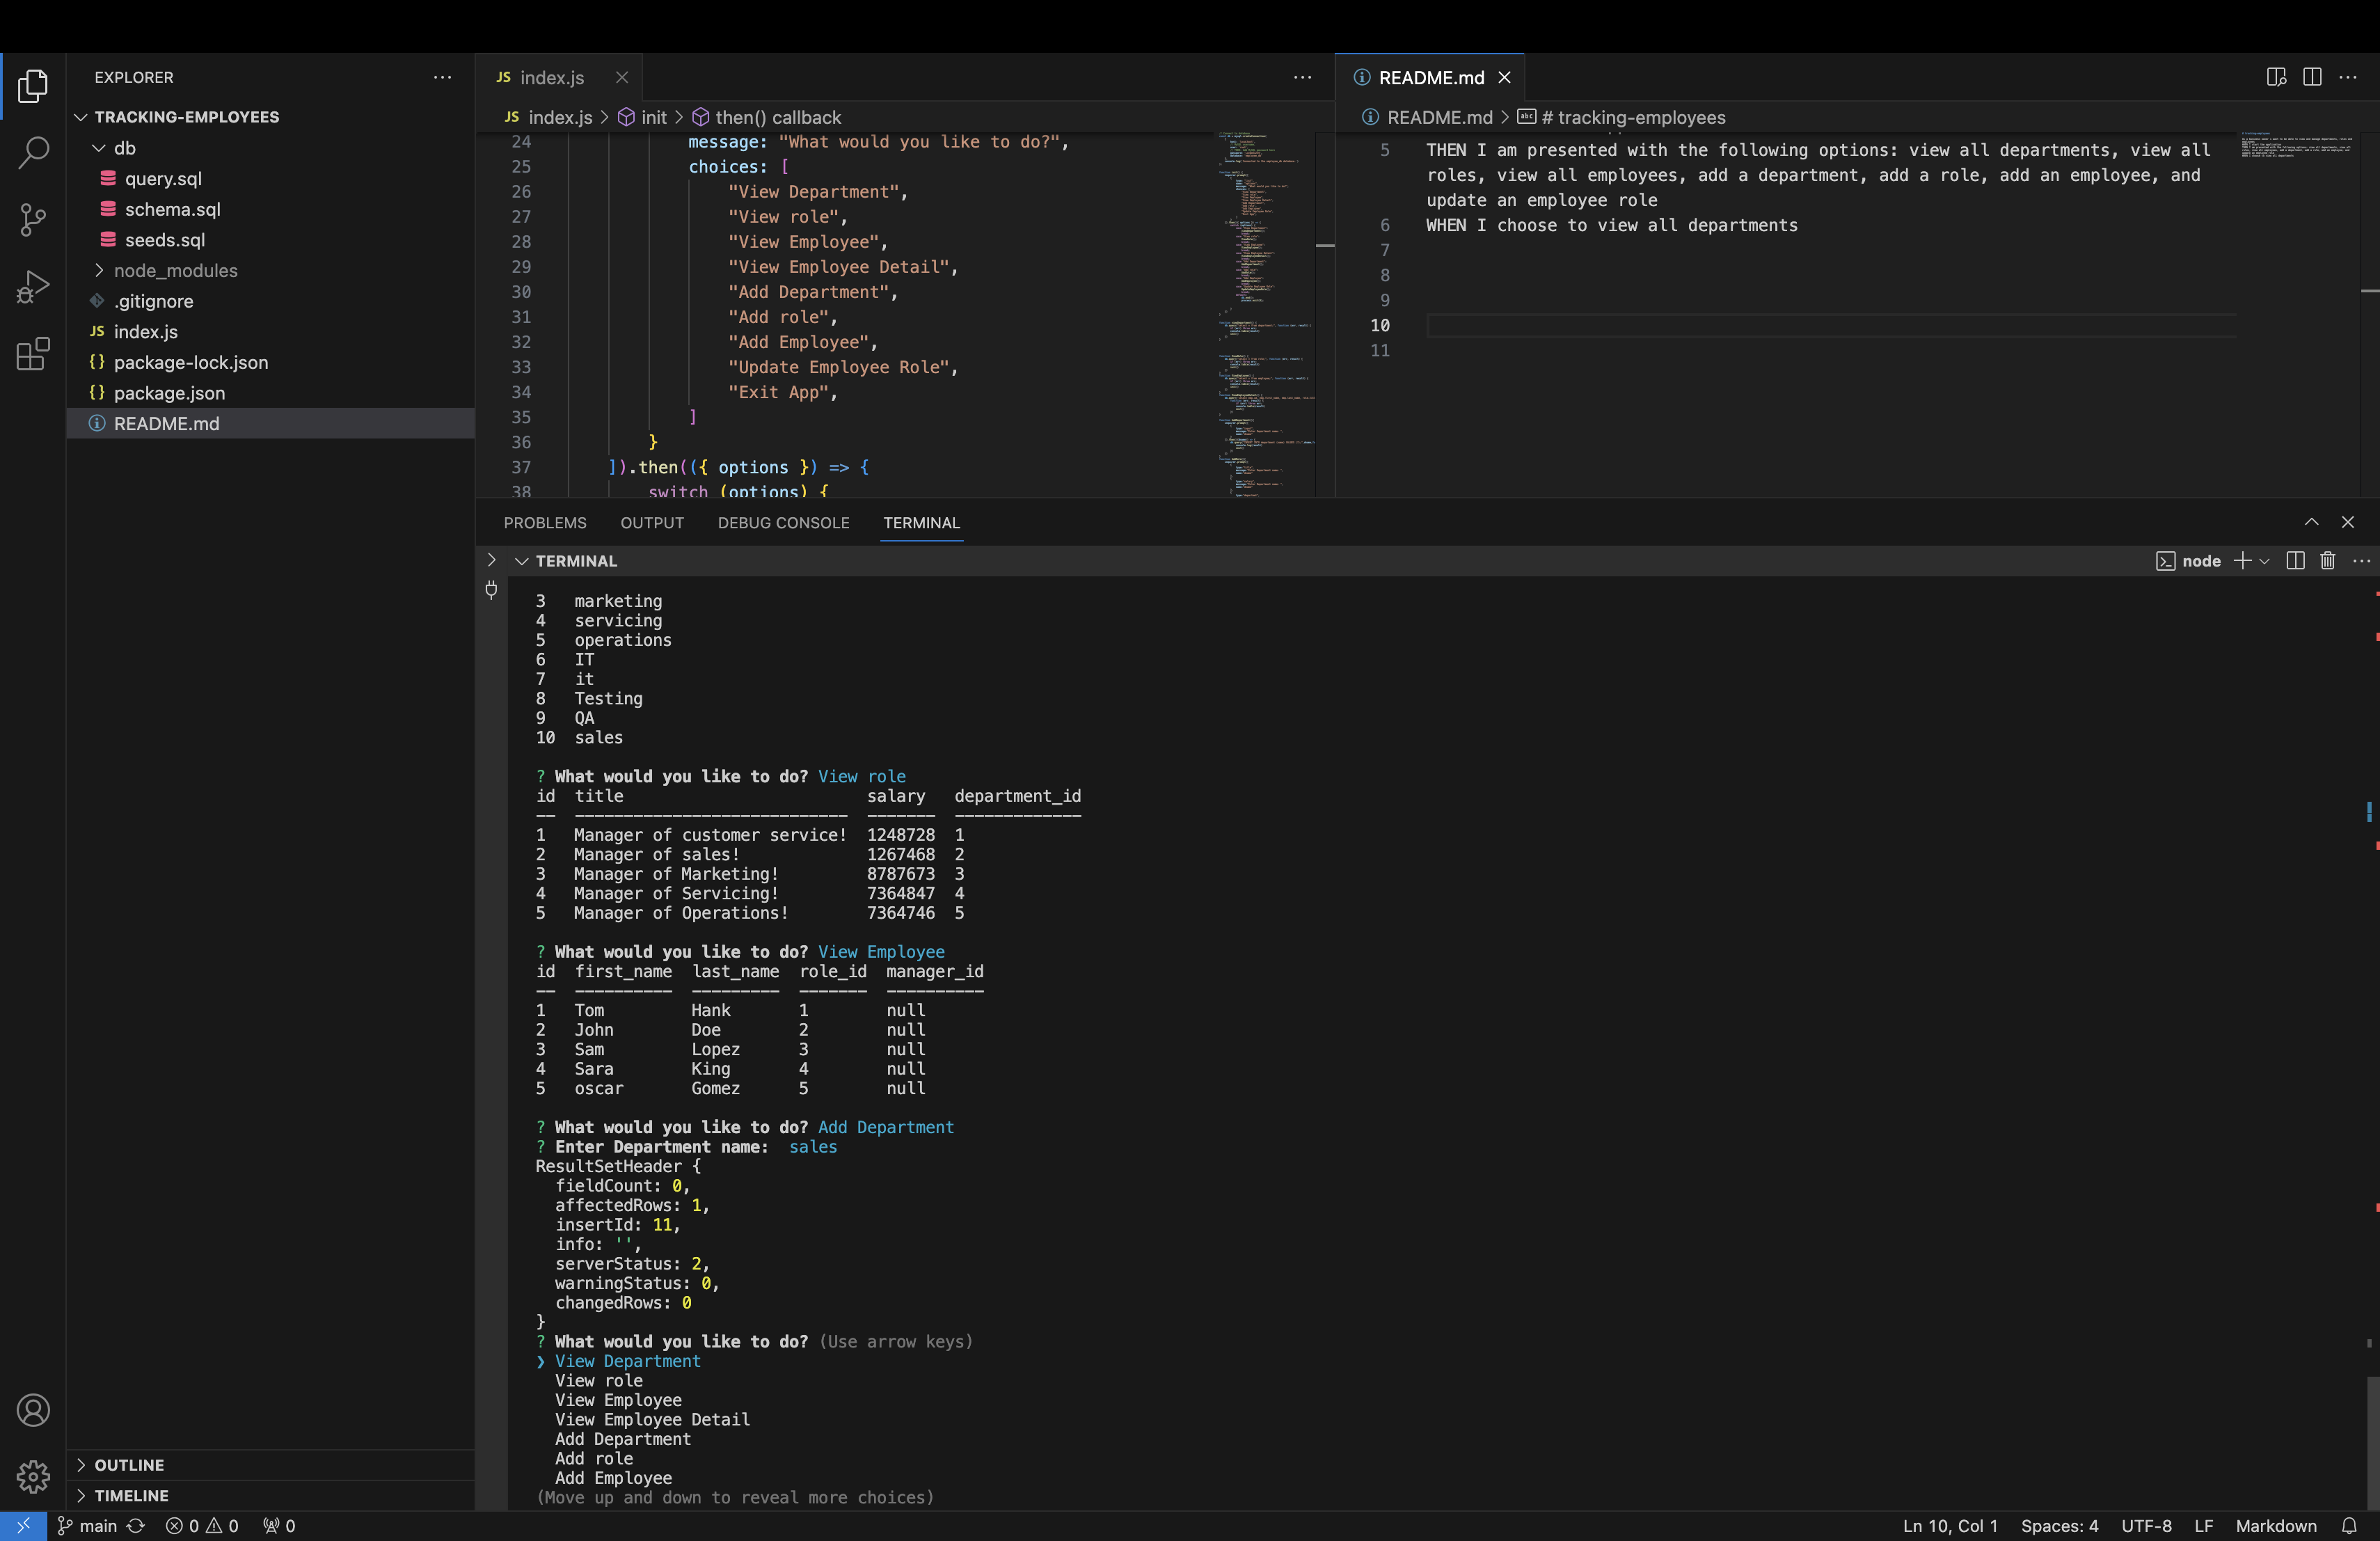 EXPLORER
TRACKING-EMPLOYEES
db
query.sql
schema.sql
seeds.sql
node_modules
.gitignore
JS index.js
{} package-lock.json
{} package.json
README.md
OUTLINE
TIMELINE
JS index.js
JS index.js > init > then() callback
24 message: "What would you like to do?",
25 choices: [
26 "View Department",
27 "View role",
28 "View Employee",
29 "View Employee Detail",
30 "Add Department",
31 "Add role",
32 "Add Employee",
33 "Update Employee Role",
34 "Exit App",
35 ]
36 }
37 ]).then(({ options }) => {
38 switch (options) {
README.md
README.md > abc # tracking-employees
5 THEN I am presented with the following options: view all departments, view all
roles, view all employees, add a department, add a role, add an employee, and
update an employee role
6 WHEN I choose to view all departments
7
8
9
10
11
PROBLEMS OUTPUT DEBUG CONSOLE TERMINAL
TERMINAL
node
3 marketing
4 servicing
5 operations
6 IT
7 it
8 Testing
9 QA
10 sales
? What would you like to do? View role
id title salary department_id
-- ---------------------------- ------- -------------
1 Manager of customer service! 1248728 1
2 Manager of sales! 1267468 2
3 Manager of Marketing! 8787673 3
4 Manager of Servicing! 7364847 4
5 Manager of Operations! 7364746 5
? What would you like to do? View Employee
id first_name last_name role_id manager_id
-- ---------- --------- ------- ----------
1 Tom Hank 1 null
2 John Doe 2 null
3 Sam Lopez 3 null
4 Sara King 4 null
5 oscar Gomez 5 null
? What would you like to do? Add Department
? Enter Department name: sales
ResultSetHeader {
fieldCount: 0,
affectedRows: 1,
insertId: 11,
info: '',
serverStatus: 2,
warningStatus: 0,
changedRows: 0
}
? What would you like to do? (Use arrow keys)
❯ View Department
View role
View Employee
View Employee Detail
Add Department
Add role
Add Employee
(Move up and down to reveal more choices)
main 0 0 0
Ln 10, Col 1 Spaces: 4 UTF-8 LF Markdown